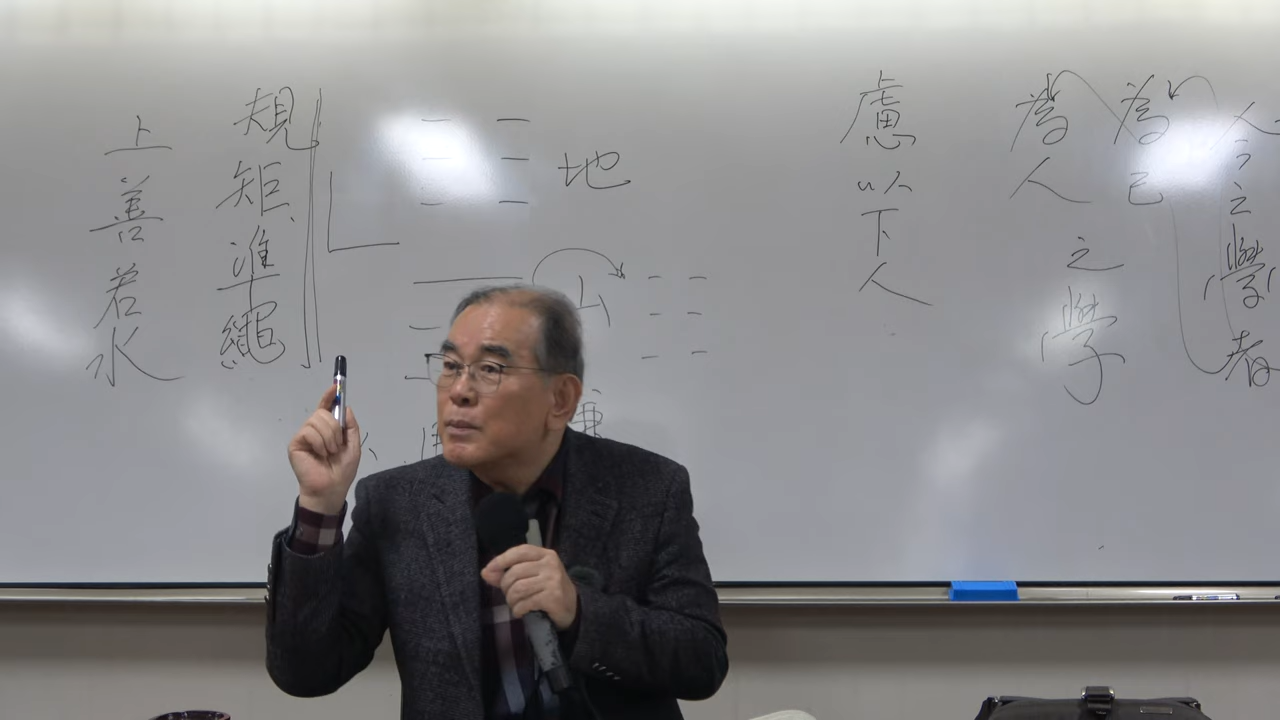 今之學者
為己
為人之學
慮以下人
地
規矩準繩
上善若水